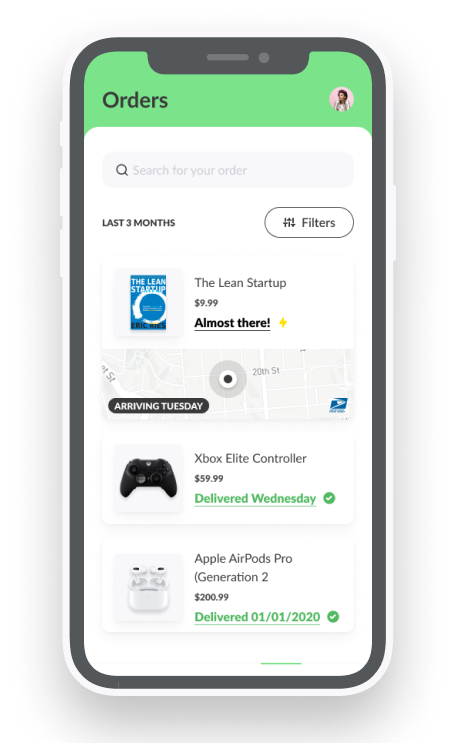 Orders
Search for your order
LAST 3 MONTHS
Filters
THE LEAN
STARTUP
ERIC RIES
The Lean Startup
$9.99
Almost there!
20th St
ARRIVING TUESDAY
Xbox Elite Controller
$59.99
Delivered Wednesday
Apple AirPods Pro
(Generation 2
$200.99
Delivered 01/01/2020